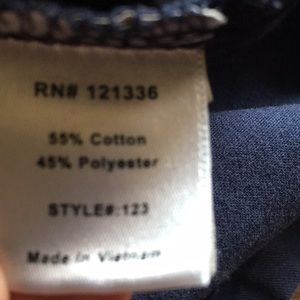 RN# 121336
55% Cotton
45% Polyester
STYLE#:123
Made in Vietnam